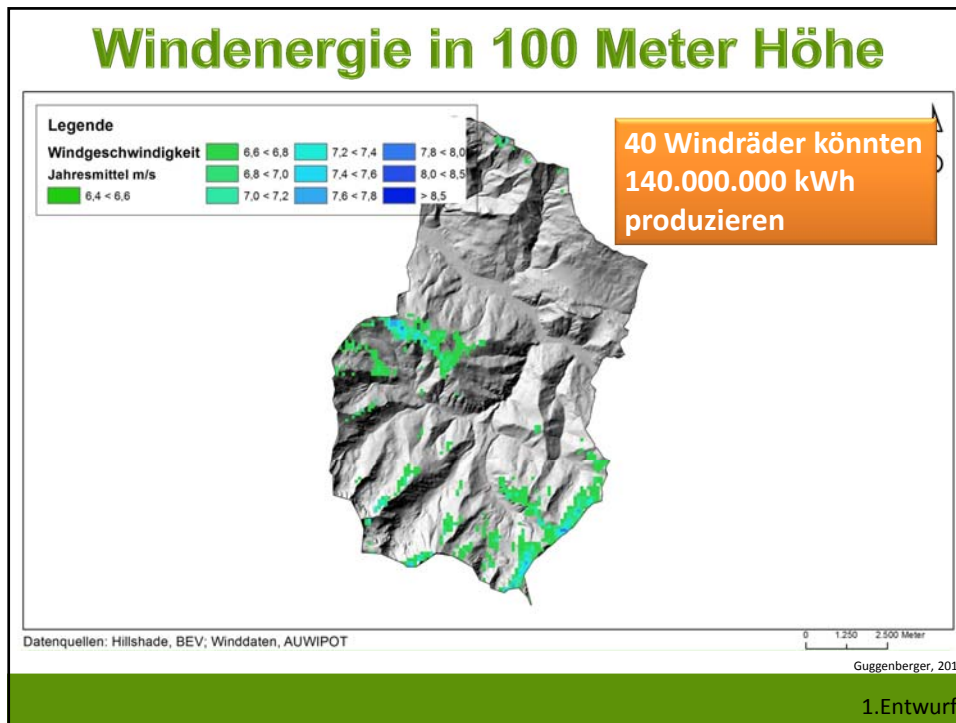 Windenergie in 100 Meter Höhe
Legende
Windgeschwindigkeit
Jahresmittel m/s
6,4 < 6,6
6,6 < 6,8
6,8 < 7,0
7,0 < 7,2
7,2 < 7,4
7,4 < 7,6
7,6 < 7,8
7,8 < 8,0
8,0 < 8,5
> 8,5
40 Windräder könnten
140.000.000 kWh
produzieren
Datenquellen: Hillshade, BEV; Winddaten, AUWIPOT
0 1.250 2.500 Meter
Guggenberger, 201
1.Entwurf